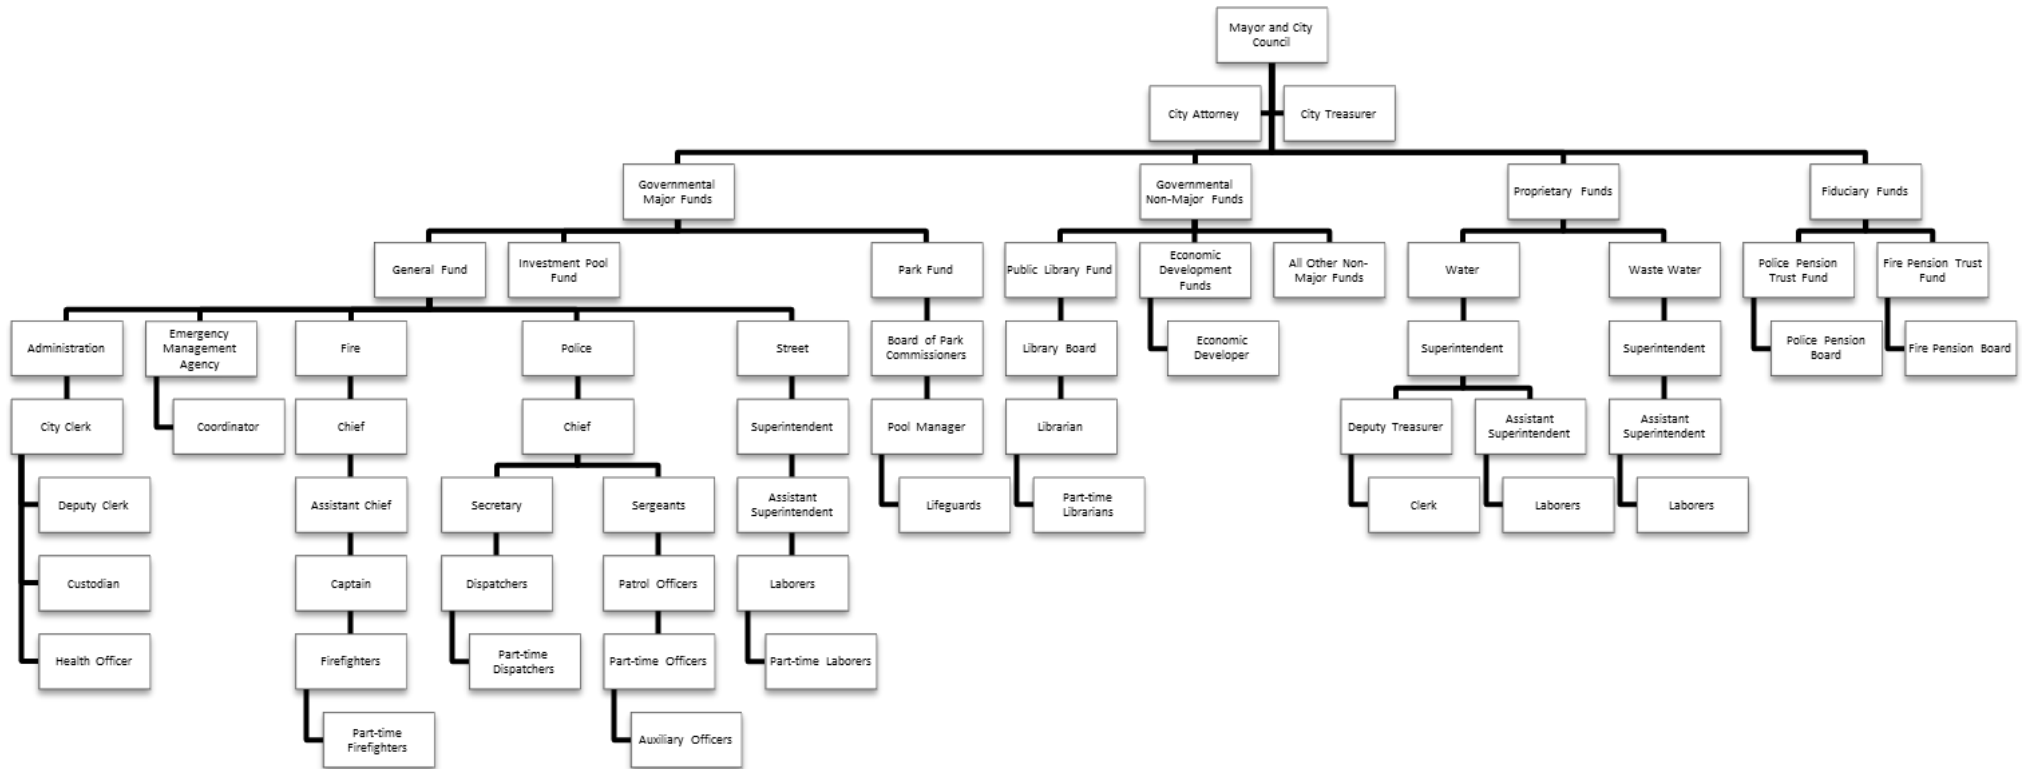 Mayor and City
Council
City Attorney
City Treasurer
Governmental
Major Funds
Governmental
Non-Major Funds
Proprietary Funds
Fiduciary Funds
General Fund
Investment Pool
Fund
Park Fund
Public Library Fund
Economic
Development
Funds
All Other Non-
Major Funds
Water
Waste Water
Police Pension
Trust Fund
Fire Pension Trust
Fund
Administration
Emergency
Management
Agency
Fire
Police
Street
Board of Park
Commissioners
Library Board
Economic
Developer
Superintendent
Superintendent
Police Pension
Board
Fire Pension Board
City Clerk
Coordinator
Chief
Chief
Superintendent
Pool Manager
Librarian
Deputy Treasurer
Assistant
Superintendent
Assistant
Superintendent
Deputy Clerk
Assistant Chief
Secretary
Sergeants
Assistant
Superintendent
Lifeguards
Part-time
Librarians
Clerk
Laborers
Laborers
Custodian
Captain
Dispatchers
Patrol Officers
Laborers
Health Officer
Firefighters
Part-time
Dispatchers
Part-time Officers
Part-time Laborers
Part-time
Firefighters
Auxiliary Officers